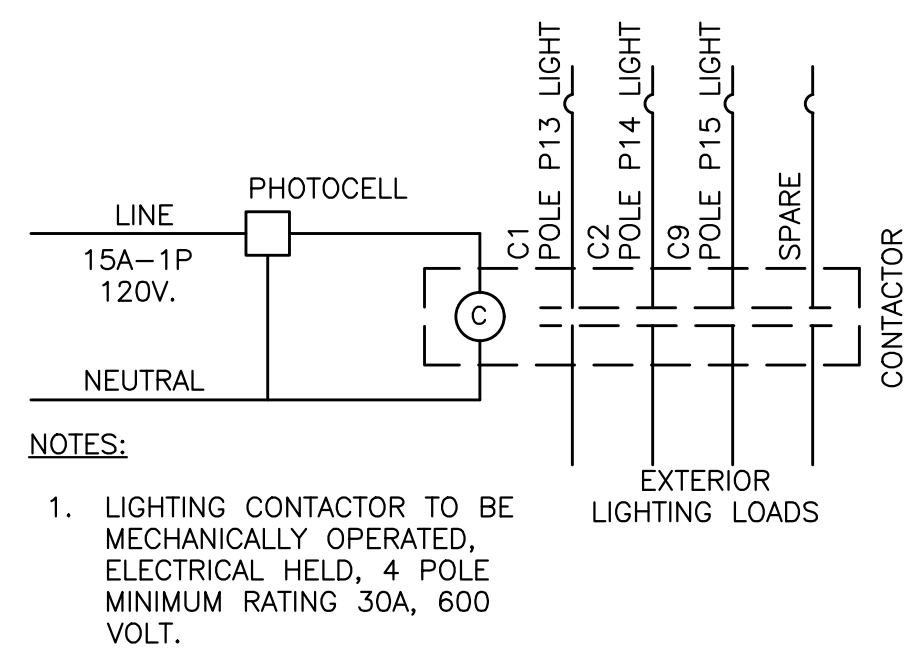 PHOTOCELL
LINE
15A-1P
120V.
NEUTRAL
C
C1
POLE P13 LIGHT
C2
POLE P14 LIGHT
C9
POLE P15 LIGHT
SPARE
CONTACTOR
EXTERIOR
LIGHTING LOADS
NOTES:
1. LIGHTING CONTACTOR TO BE
MECHANICALLY OPERATED,
ELECTRICAL HELD, 4 POLE
MINIMUM RATING 30A, 600
VOLT.